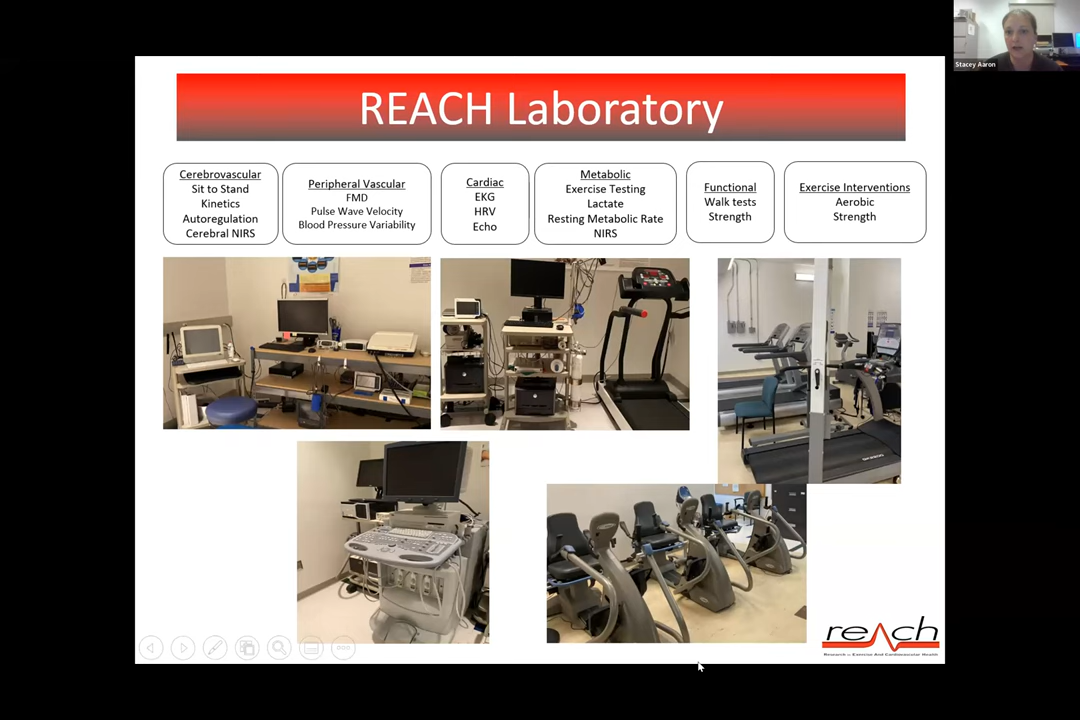 Stacey Aaron
REACH Laboratory
Cerebrovascular
Sit to Stand
Kinetics
Autoregulation
Cerebral NIRS
Peripheral Vascular
FMD
Pulse Wave Velocity
Blood Pressure Variability
Cardiac
EKG
HRV
Echo
Metabolic
Exercise Testing
Lactate
Resting Metabolic Rate
NIRS
Functional
Walk tests
Strength
Exercise Interventions
Aerobic
Strength
reach
Research in Exercise And Cardiovascular Health